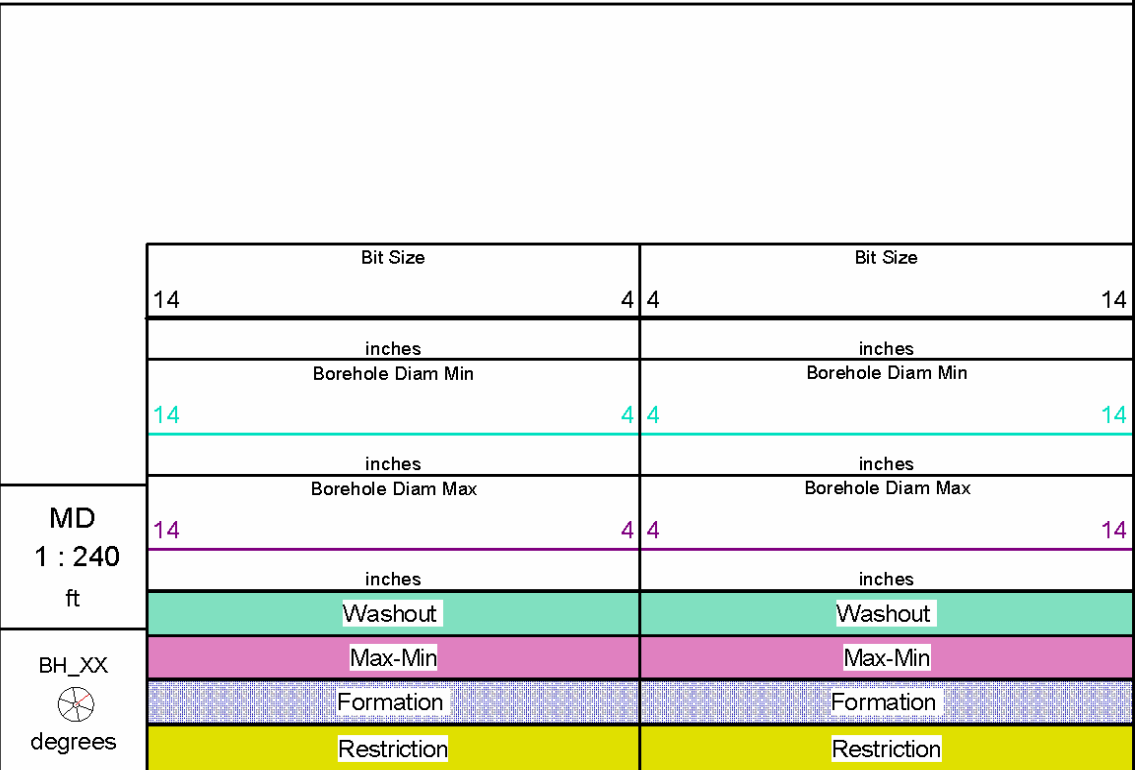 Bit Size Bit Size
14 4 4 14
inches inches
Borehole Diam Min Borehole Diam Min
14 4 4 14
inches inches
Borehole Diam Max Borehole Diam Max
MD
14 4 4 14
1 : 240
inches inches
ft
Washout Washout
Max-Min Max-Min
BH_XX
Formation Formation
degrees
Restriction Restriction